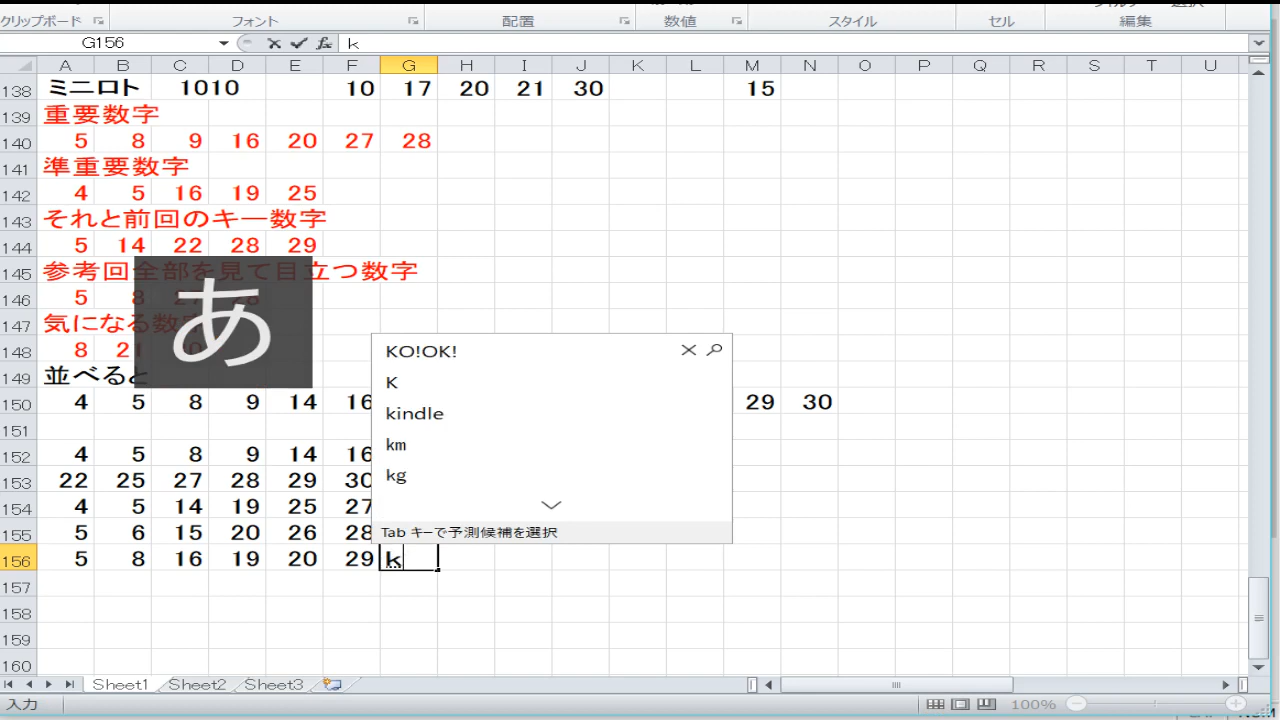 クリップボード フォント 配置 数値 スタイル セル 編集
G156 k
A B C D E F G H I J K L M N O P Q R S T U
138 ミニロト 1010 10 17 20 21 30 15
139 重要数字
140 5 8 9 16 20 27 28
141 準重要数字
142 4 5 16 19 25
143 それと前回のキー数字
144 5 14 22 28 29
145 参考回全部を見て目立つ数字
146 5 8 27 28
147 気になる数
148 8 21
149 並べると
150 4 5 8 9 14 16 29 30
151
152 4 5 8 9 14 16
153 22 25 27 28 29 30
154 4 5 14 19 25 27
155 5 6 15 20 26 28
156 5 8 16 19 20 29 k
157
158
159
160
あ
KO!OK!
K
kindle
km
kg
Tab キーで予測候補を選択
Sheet1 Sheet2 Sheet3
入力 100%